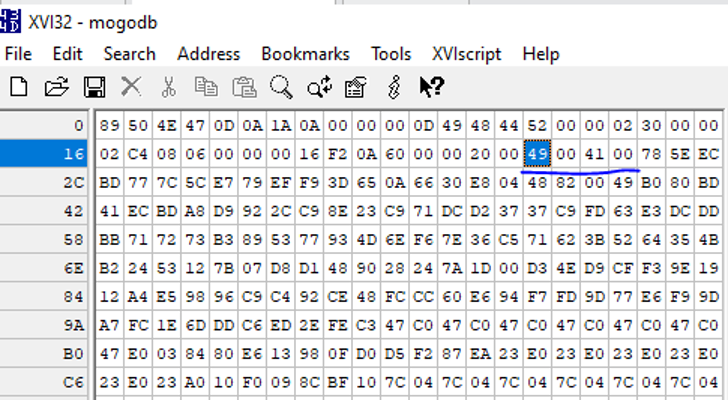 XVI32 - mogodb
File Edit Search Address Bookmarks Tools XVIscript Help
0 89 50 4E 47 0D 0A 1A 0A 00 00 00 0D 49 48 44 52 00 00 02 30 00 00
16 02 C4 08 06 00 00 00 16 F2 0A 60 00 00 20 00 49 00 41 00 78 5E EC
2C BD 77 7C 5C E7 79 EF F9 3D 65 0A 66 30 E8 04 48 82 00 49 B0 80 BD
42 41 EC BD A8 D9 92 2C C9 8E 23 C9 71 DC D2 37 37 C9 FD 63 E3 DC DD
58 BB 71 72 73 B3 89 53 77 93 4D 6E F6 7E 36 C5 71 62 3B 52 64 35 4B
6E B2 24 53 12 7B 07 D8 D1 48 90 28 24 7A 1D 00 D3 4E D9 CF F3 9E 19
84 12 A4 E5 98 96 C9 C4 92 CE 48 FC CC 60 E6 94 F7 FD 9D 77 E6 F9 9D
9A A7 FC 1E 6D DD C6 ED 2E FE C3 47 C0 47 C0 47 C0 47 C0 47 C0 47 C0
B0 47 E0 03 84 80 E6 13 98 0F D0 D5 F2 87 EA 23 E0 23 E0 23 E0 23 E0
C6 23 E0 23 A0 10 F0 09 8C BF 10 7C 04 7C 04 7C 04 7C 04 7C 04 7C 04